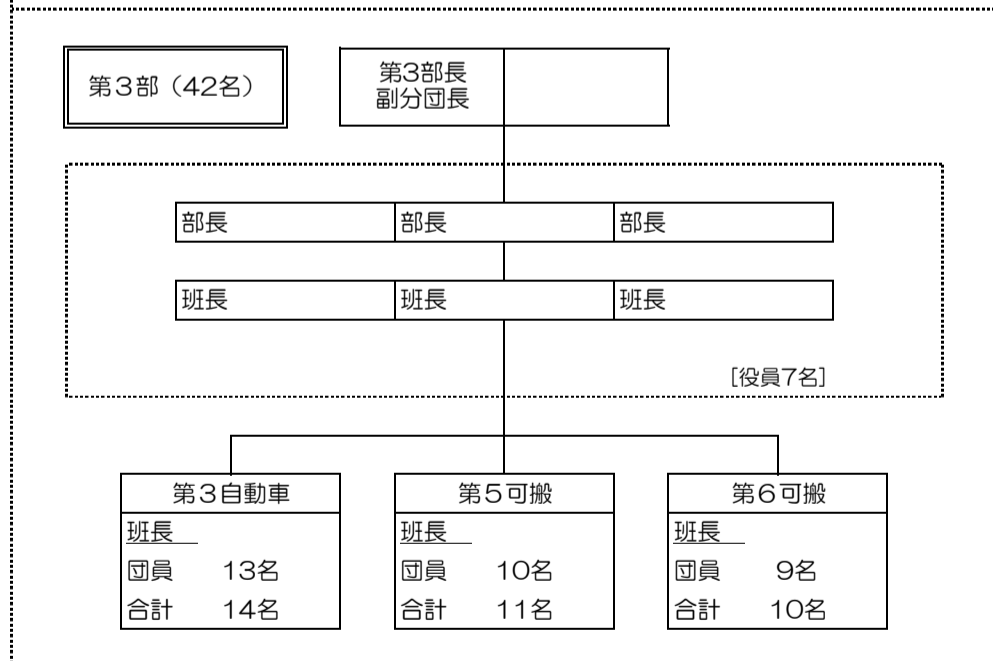 第3部（42名）
第3部長
副分団長
部長 部長 部長
班長 班長 班長
[役員7名]
第3自動車
班長
団員 13名
合計 14名
第5可搬
班長
団員 10名
合計 11名
第6可搬
班長
団員 9名
合計 10名